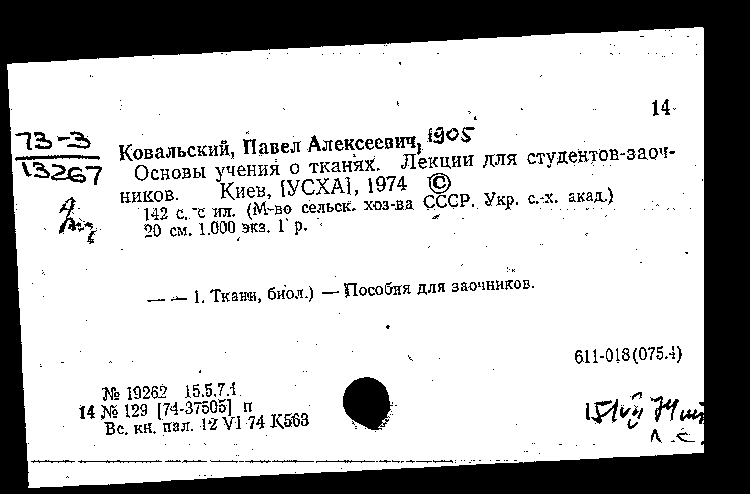 14
73-3
13267
Ковальский, Павел Алексеевич, 1905
Основы учения о тканях. Лекции для студентов-заоч-
ников. Киев, [УСХА], 1974 ©
142 с. с ил. (М-во сельск. хоз-ва СССР. Укр. с.-х. акад.)
20 см. 1.000 экз. 1 р.
— — 1. Ткани, биол.) — Пособия для заочников.
611-018(075.4)
№ 19262 15.5.74
14 № 129 [74-37505] п
Вс. кн. пал. 12 VI 74 К563